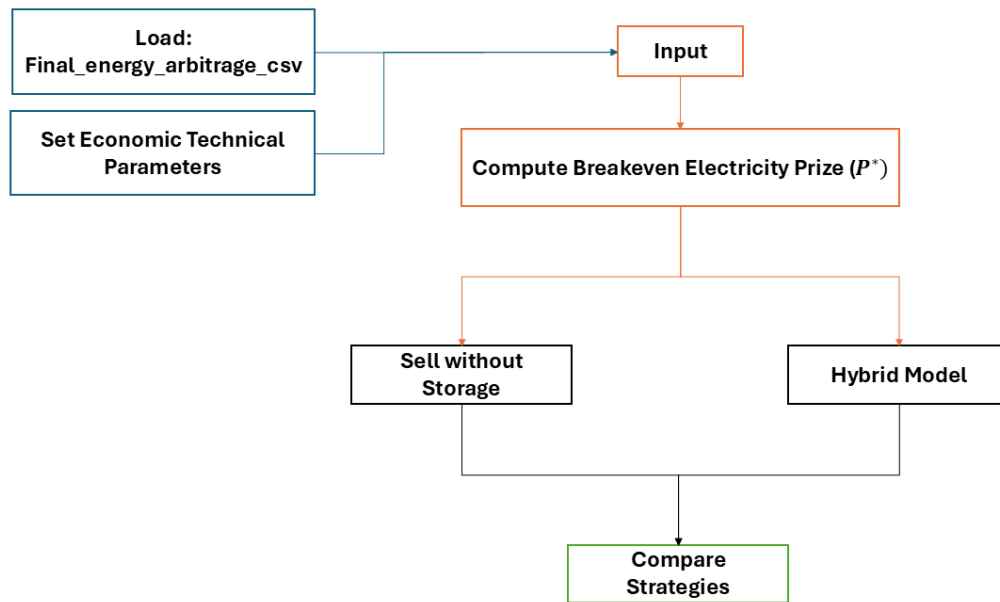 Load:
Final_energy_arbitrage_csv
Input
Set Economic Technical
Parameters
Compute Breakeven Electricity Prize (P*)
Sell without
Storage
Hybrid Model
Compare
Strategies